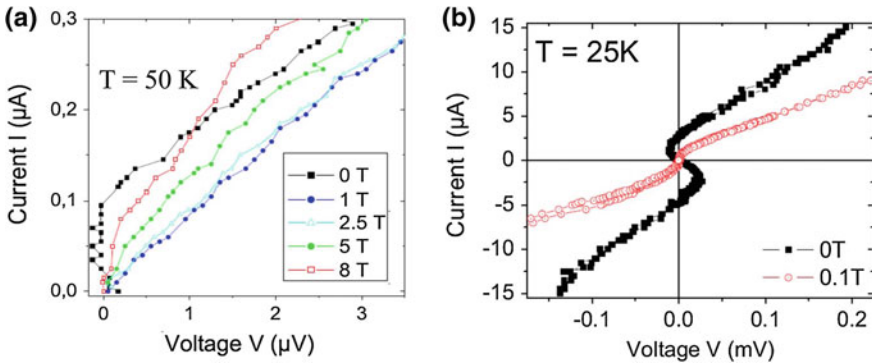 (a)
T = 50 K
Current I (µA)
0,3
0,2
0,1
0,0
0 T
1 T
2.5 T
5 T
8 T
0
1
2
3
Voltage V (µV)
(b)
T = 25K
Current I (µA)
15
10
5
0
-5
-10
-15
0T
0.1T
-0.1
0.0
0.1
0.2
Voltage V (mV)